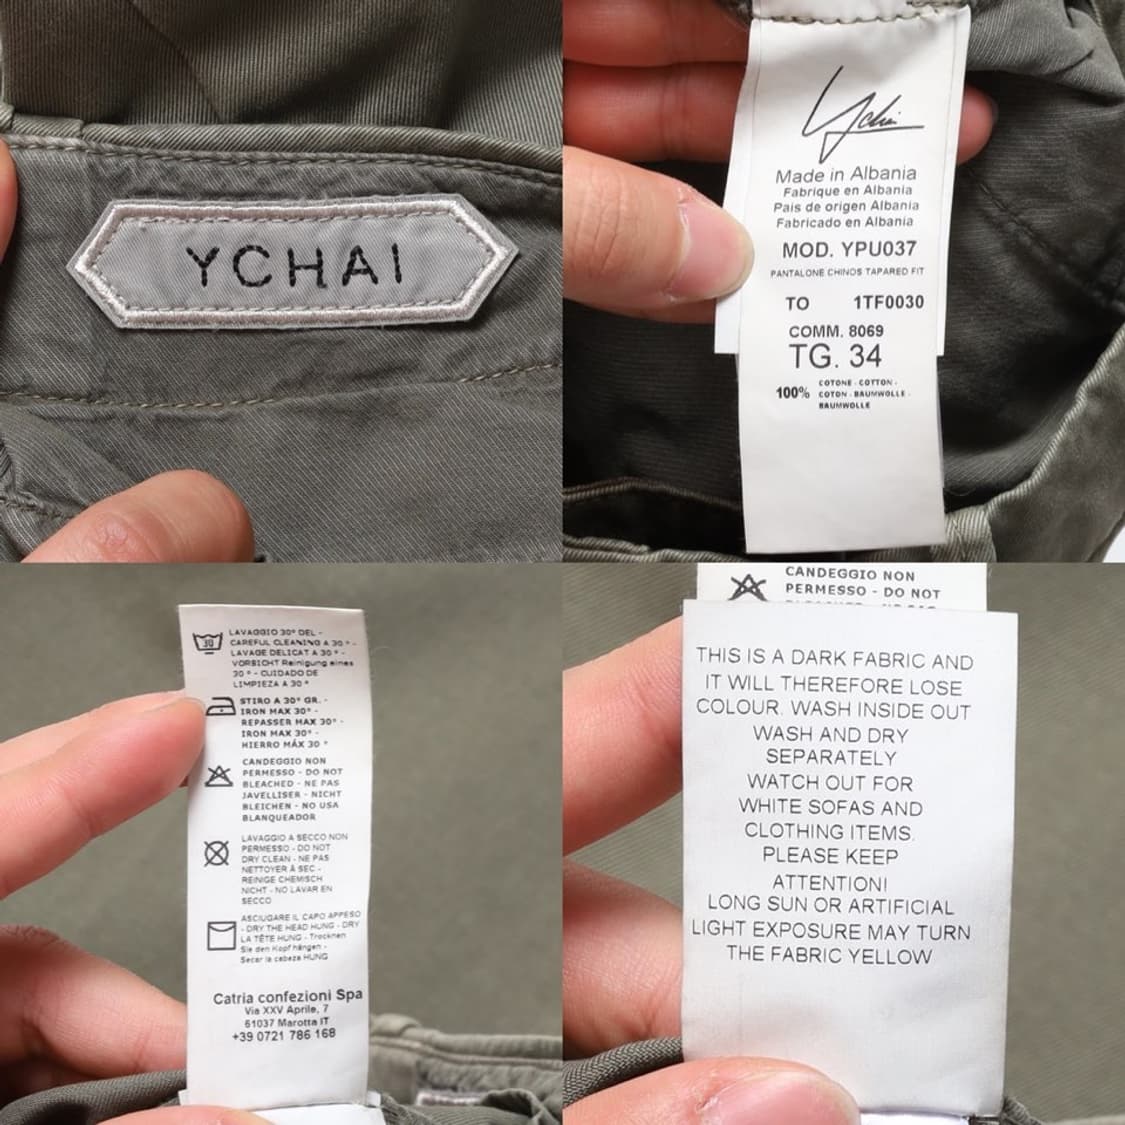 YCHAI
Ychai
Made in Albania
Fabrique en Albania
Pais de origen Albania
Fabricado en Albania
MOD. YPU037
PANTALONE CHINOS TAPARED FIT
TO 1TF0030
COMM. 8069
TG. 34
100% COTONE - COTTON -
COTON - BAUMWOLLE -
BAUMWOLLE
30
LAVAGGIO 30° DEL -
CAREFUL CLEANING A 30 ° -
LAVAGE DELICAT A 30 ° -
VORSICHT Reinigung eines
30 ° - CUIDADO DE
LIMPIEZA A 30 °
STIRO A 30° GR. -
IRON MAX 30° -
REPASSER MAX 30° -
IRON MAX 30° -
HIERRO MÁX 30 °
CANDEGGIO NON
PERMESSO - DO NOT
BLEACHED - NE PAS
JAVELLISER - NICHT
BLEICHEN - NO USA
BLANQUEADOR
LAVAGGIO A SECCO NON
PERMESSO - DO NOT
DRY CLEAN - NE PAS
NETTOYER À SEC -
REINIGE CHEMISCH
NICHT - NO LAVAR EN
SECCO
ASCIUGARE IL CAPO APPESO
- DRY THE HEAD HUNG - DRY
LA TÊTE HUNG - Trocknen
Sie den Kopf hängen -
Secar la cabeza HUNG
Catria confezioni Spa
Via XXV Aprile, 7
61037 Marotta IT
+39 0721 786 168
CANDEGGIO NON
PERMESSO - DO NOT
THIS IS A DARK FABRIC AND
IT WILL THEREFORE LOSE
COLOUR. WASH INSIDE OUT
WASH AND DRY
SEPARATELY
WATCH OUT FOR
WHITE SOFAS AND
CLOTHING ITEMS.
PLEASE KEEP
ATTENTION!
LONG SUN OR ARTIFICIAL
LIGHT EXPOSURE MAY TURN
THE FABRIC YELLOW